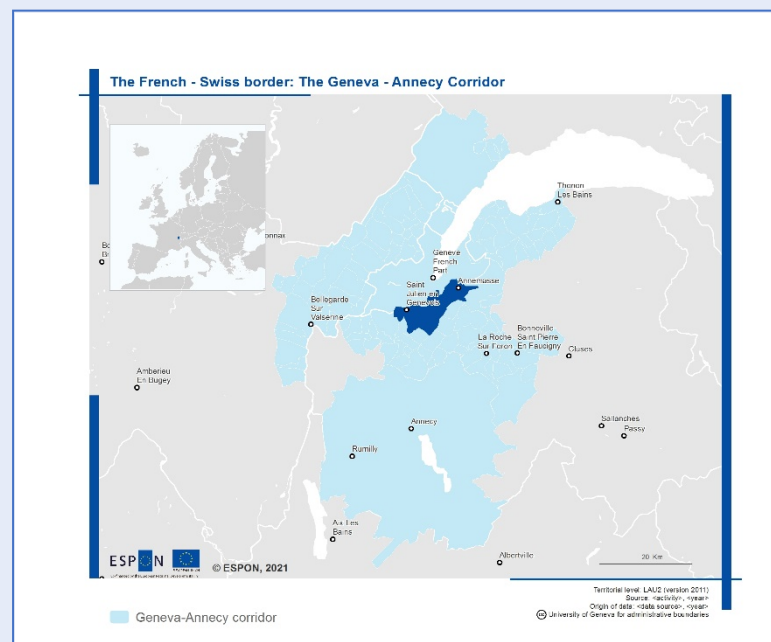 The French - Swiss border: The Geneva - Annecy Corridor
onnax
Thonon
Les Bains
Genève
French
Part
Annemasse
Saint
Julien en
Genevois
Bellegarde
Sur
Valserine
La Roche
Sur Foron
Bonneville
Saint Pierre
En Faucigny
Cluses
Amberieu
En Bugey
Annecy
Sallanches
Passy
Rumilly
Aix Les
Bains
Albertville
20 Km
ESPON
© ESPON, 2021
Territorial level: LAU2 (version 2011)
Source: <activity>, <year>
Origin of data: <data source>, <year>
cc University of Geneva for administrative boundaries
Geneva-Annecy corridor